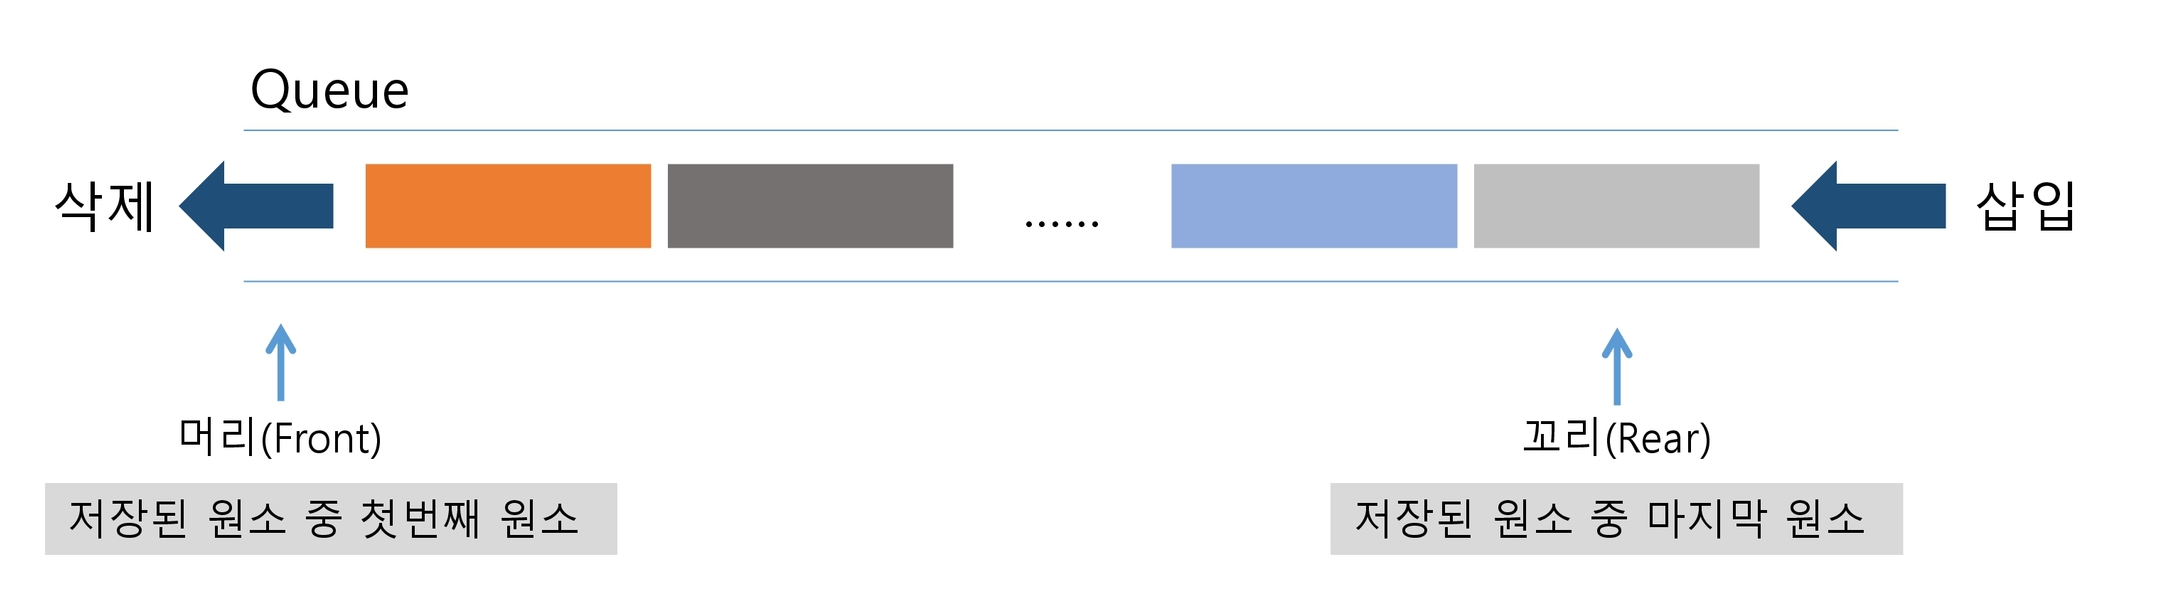 Queue
삭제
......
삽입
머리(Front)
꼬리(Rear)
저장된 원소 중 첫번째 원소
저장된 원소 중 마지막 원소